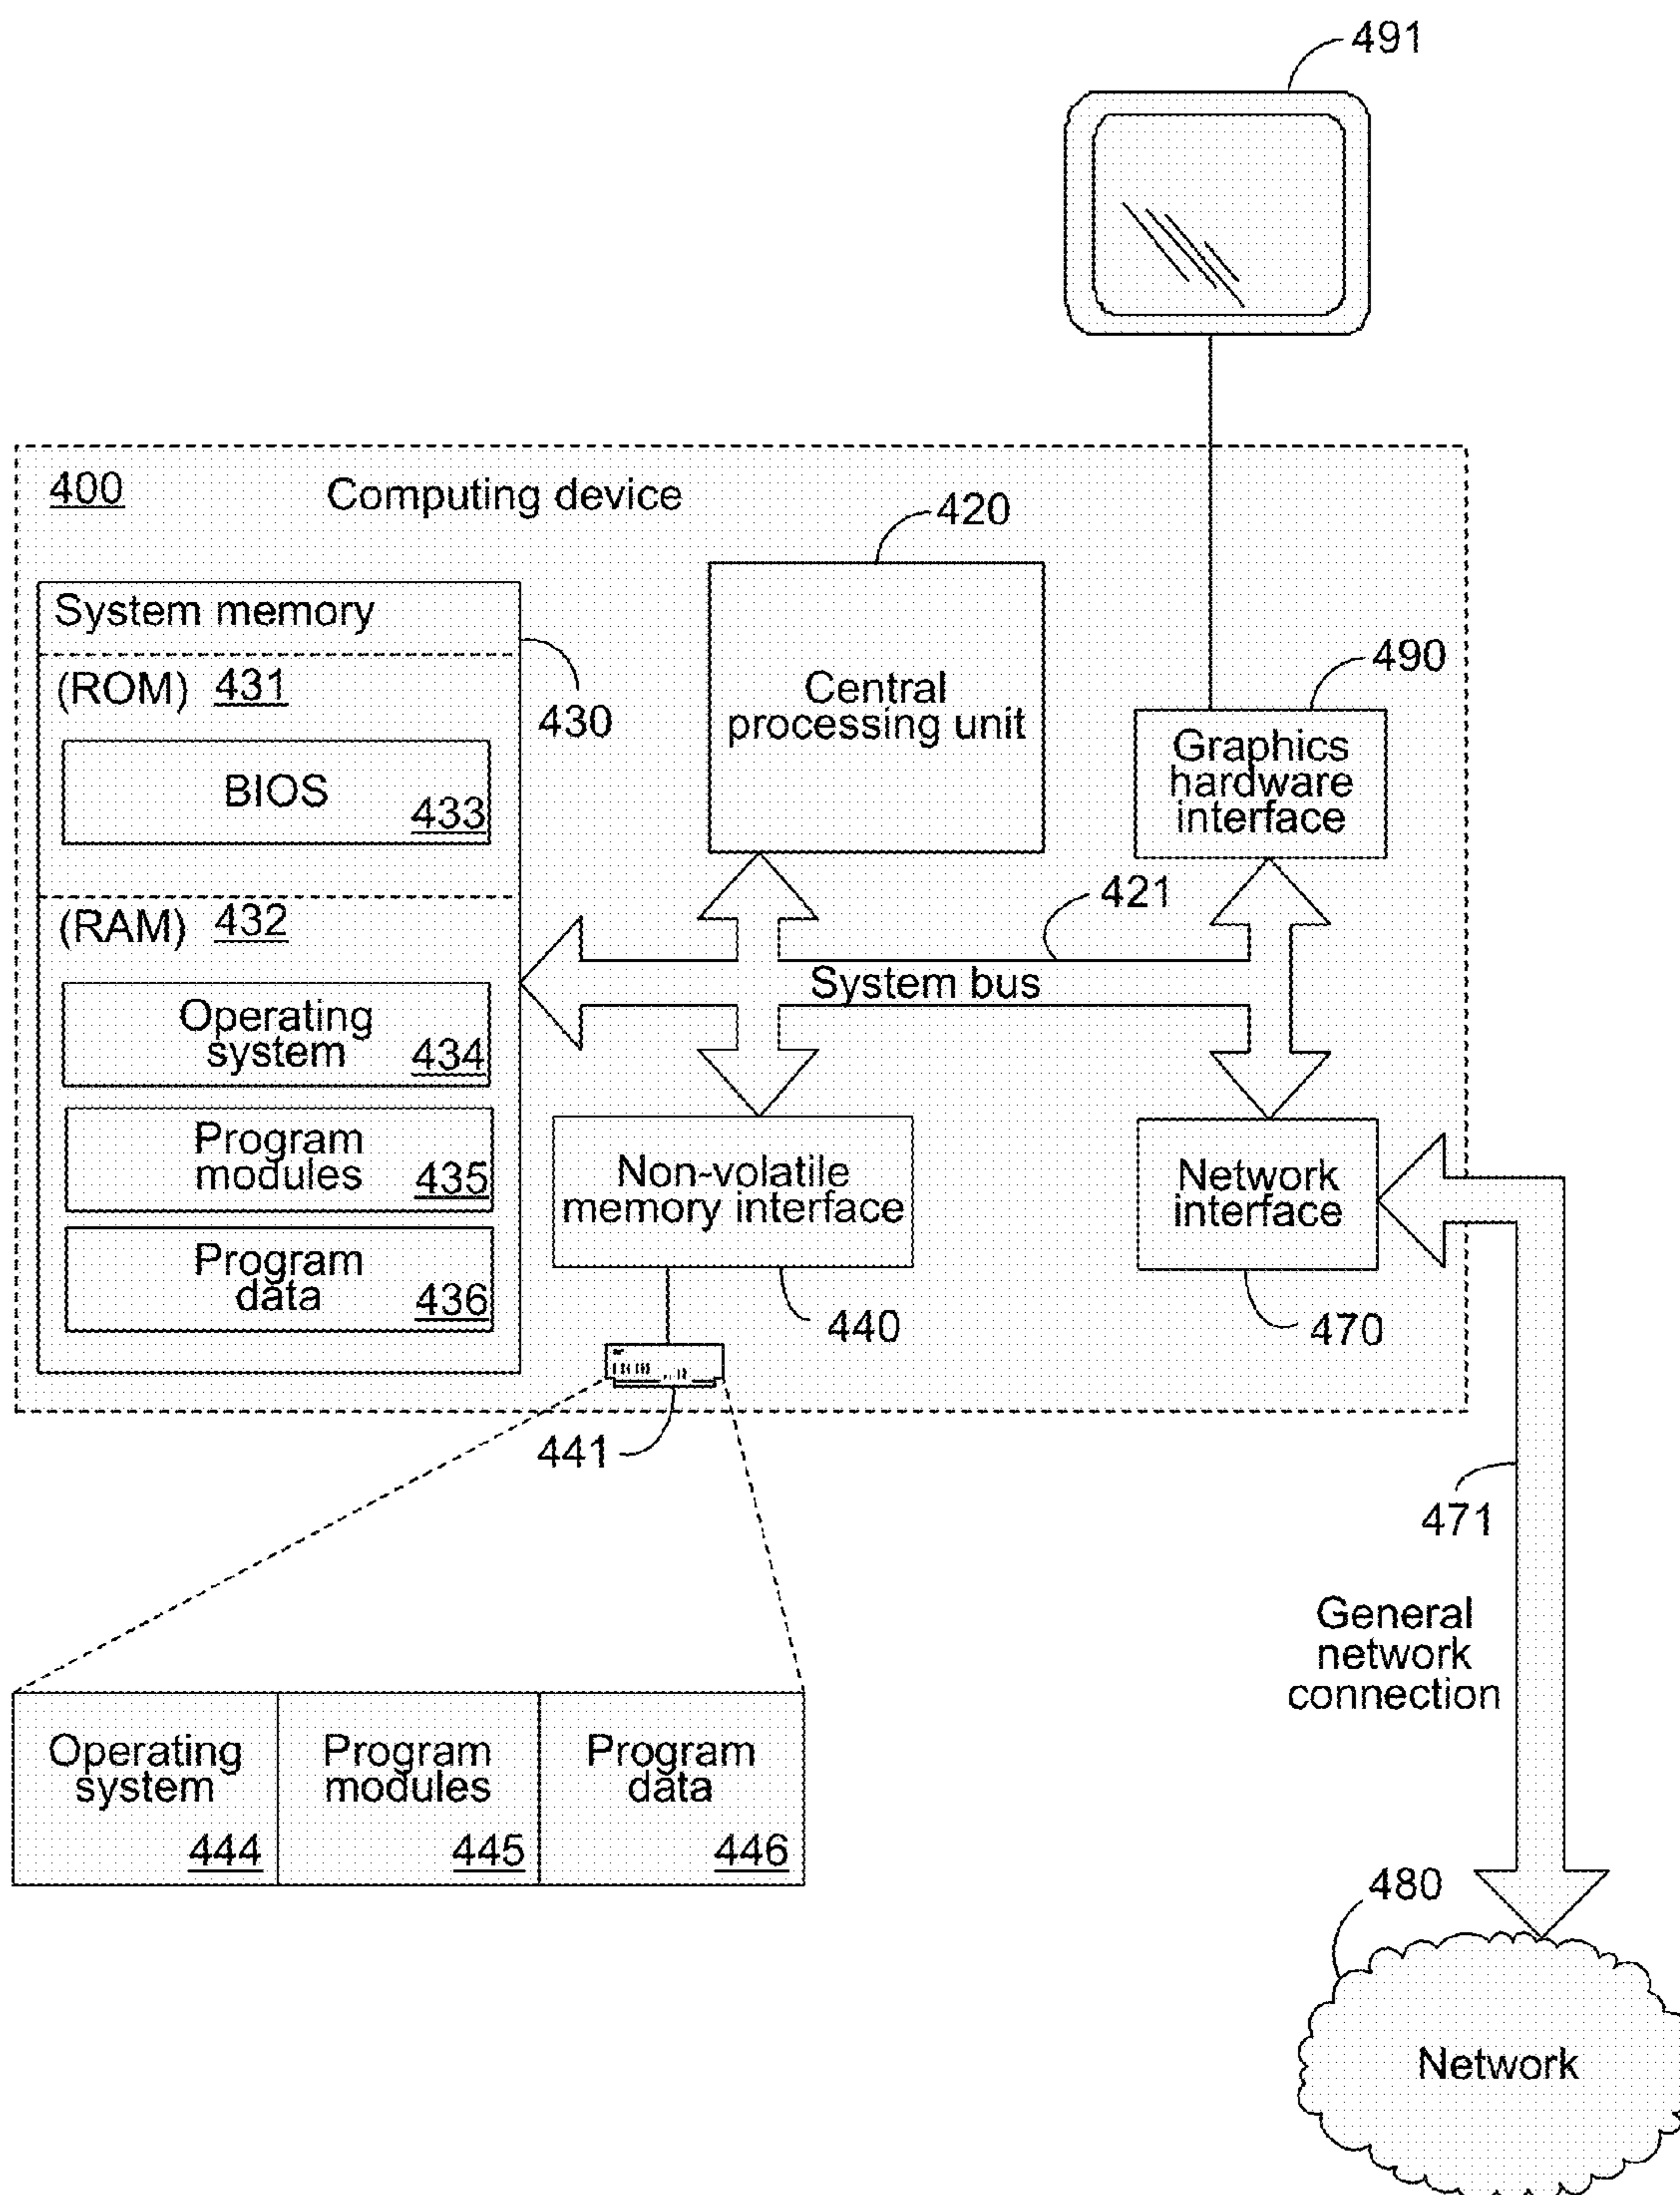 491
400
Computing device
420
System memory
430
(ROM) 431
BIOS
433
Central
processing unit
490
Graphics
hardware
interface
421
(RAM) 432
System bus
Operating
system
434
Program
modules
435
Program
data
436
Non-volatile
memory interface
440
Network
interface
470
441
471
General
network
connection
Operating
system
444
Program
modules
445
Program
data
446
480
Network